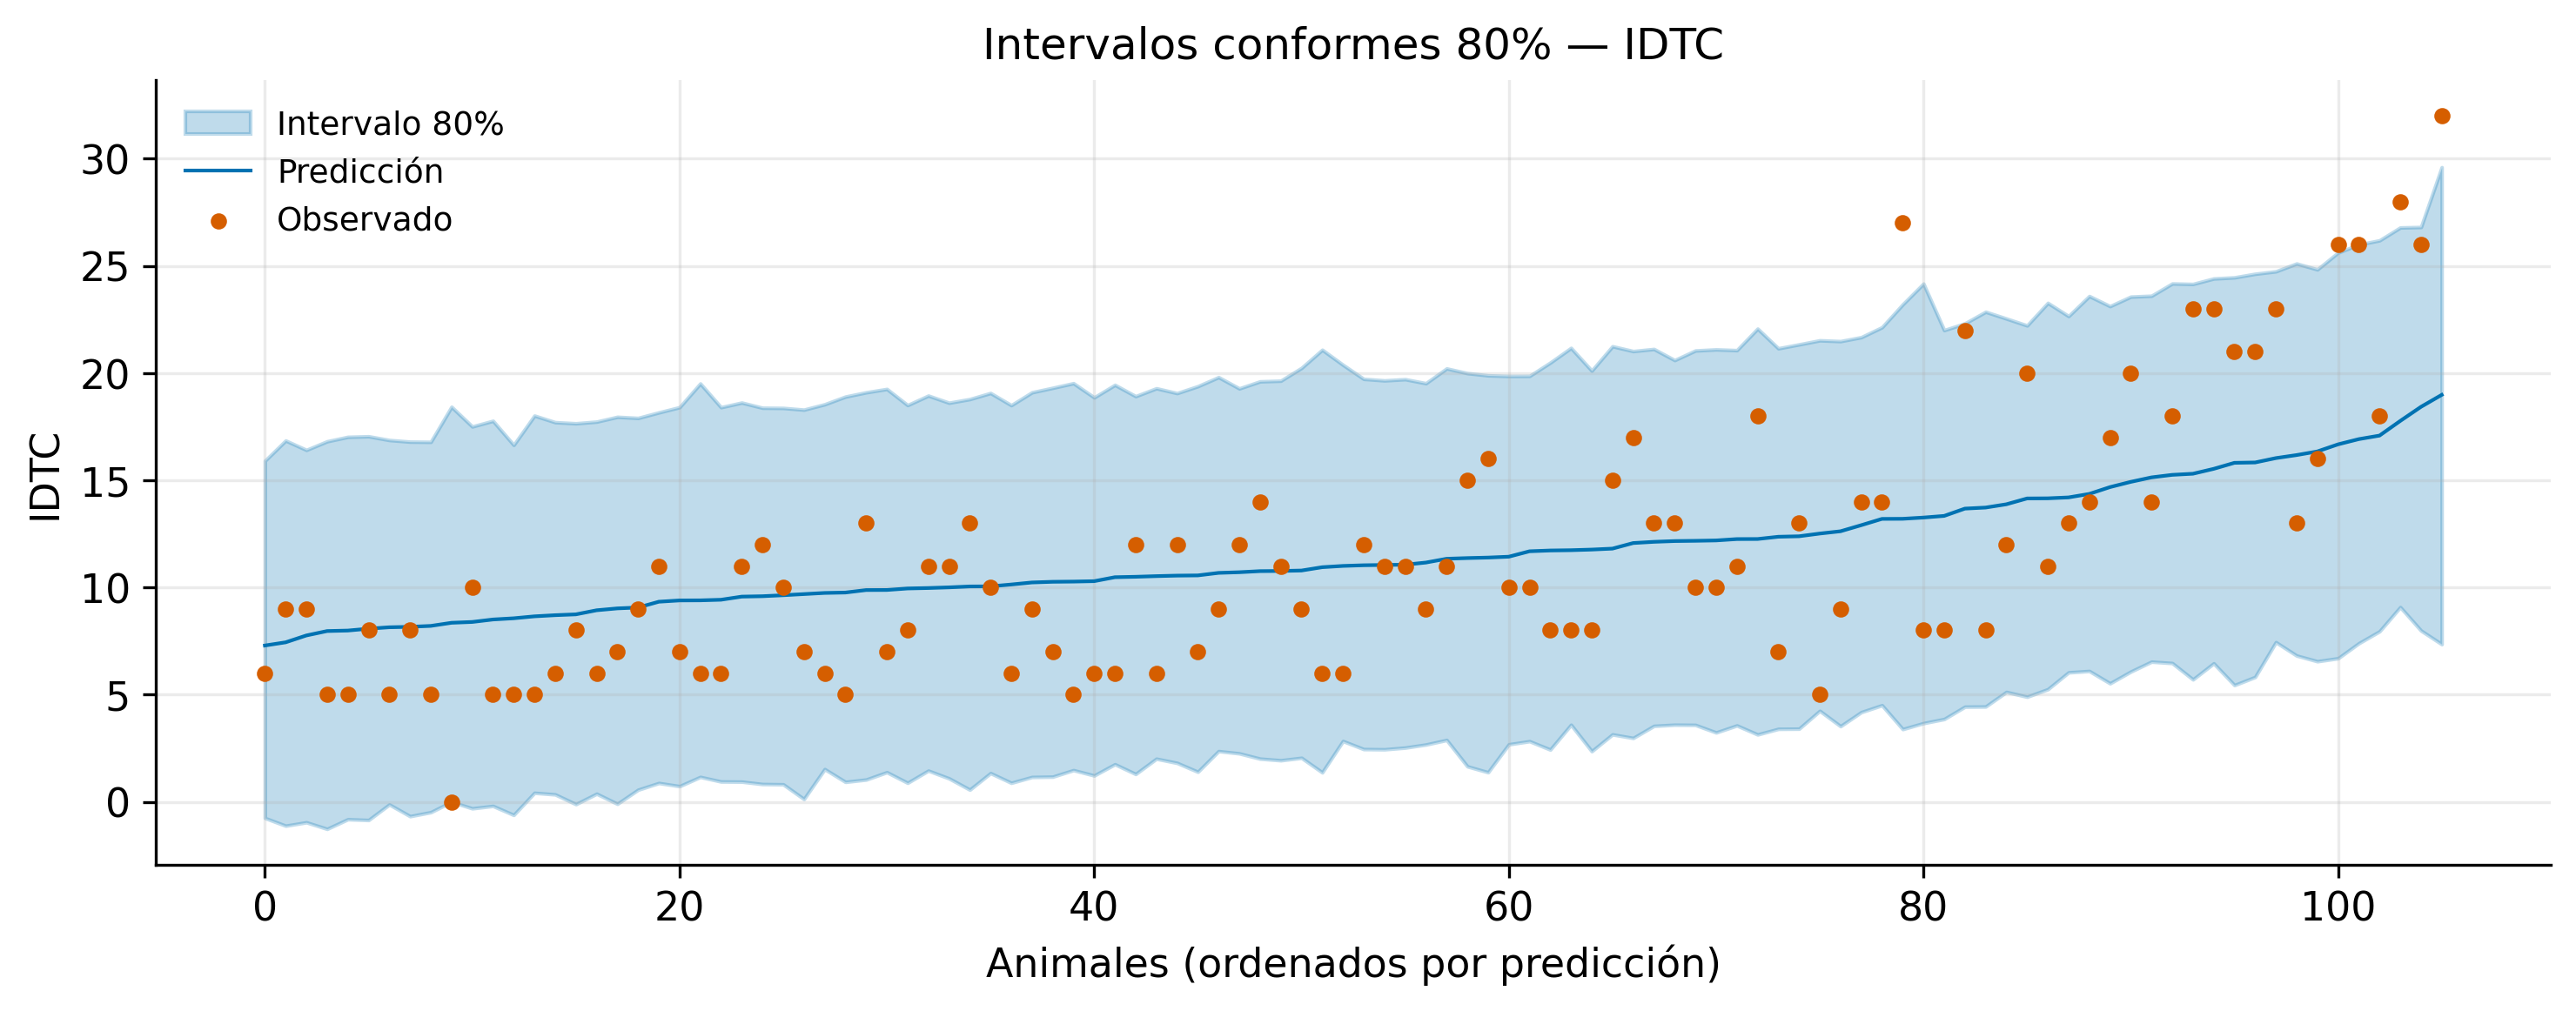 Intervalos conformes 80% — IDTC
Intervalo 80%
Predicción
Observado
30
25
20
15
10
5
0
IDTC
0 20 40 60 80 100
Animales (ordenados por predicción)